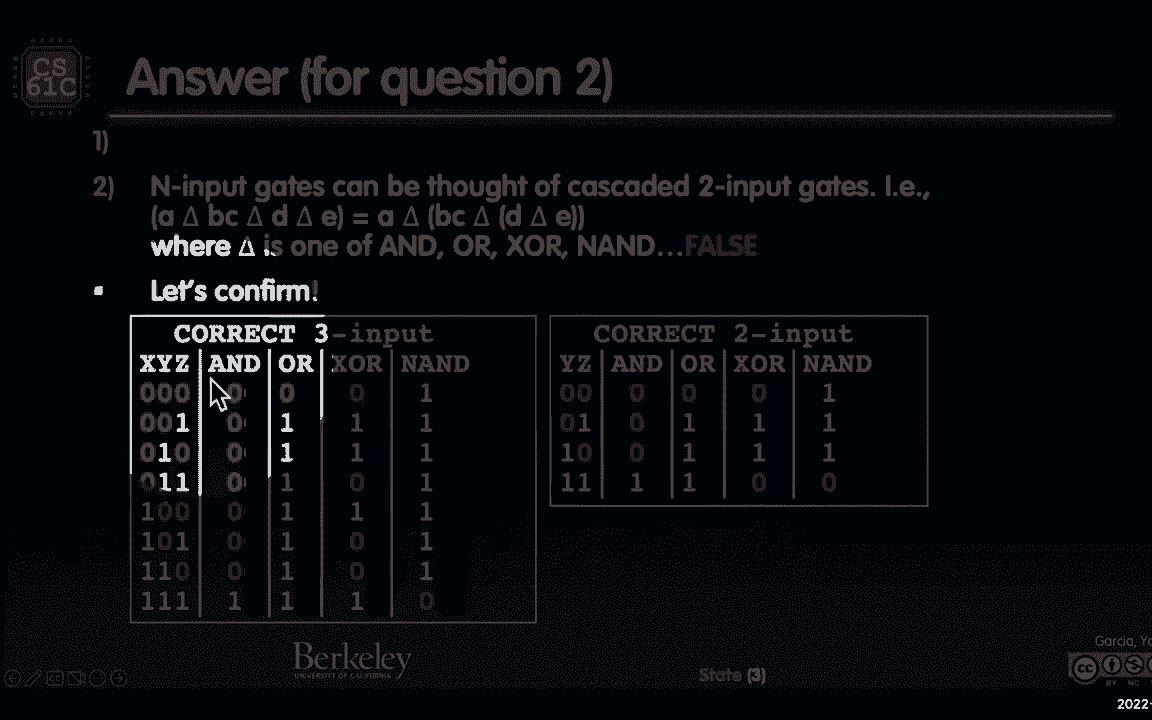 CS
61C
Answer (for question 2)
1)
2) N-input gates can be thought of cascaded 2-input gates. I.e.,
(a Δ bc Δ d Δ e) = a Δ (bc Δ (d Δ e))
where Δ is one of AND, OR, XOR, NAND…FALSE
▪ Let's confirm!
CORRECT 3-input
XYZ AND OR XOR NAND
000 0 0 0 1
001 0 1 1 1
010 0 1 1 1
011 0 1 0 1
100 0 1 1 1
101 0 1 0 1
110 0 1 0 1
111 1 1 1 0
CORRECT 2-input
YZ AND OR XOR NAND
00 0 0 0 1
01 0 1 1 1
10 0 1 1 1
11 1 1 0 0
Berkeley
UNIVERSITY OF CALIFORNIA
State (3)
Garcia,
cc
BY NC
2022-